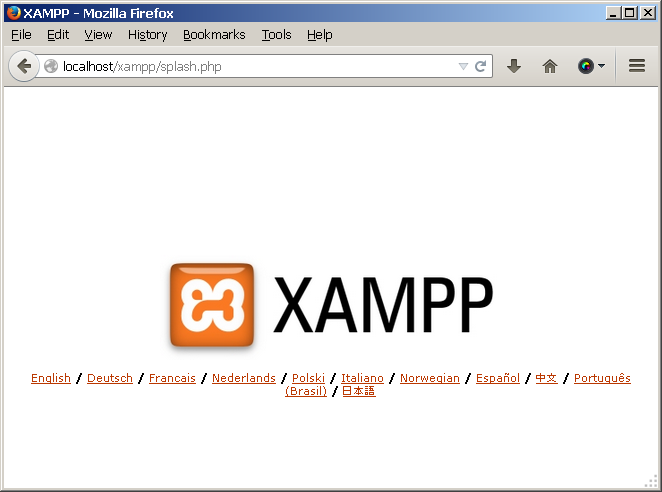 XAMPP - Mozilla Firefox
File Edit View History Bookmarks Tools Help
localhost/xampp/splash.php
XAMPP
English / Deutsch / Francais / Nederlands / Polski / Italiano / Norwegian / Español / 中文 / Português
(Brasil) / 日本語